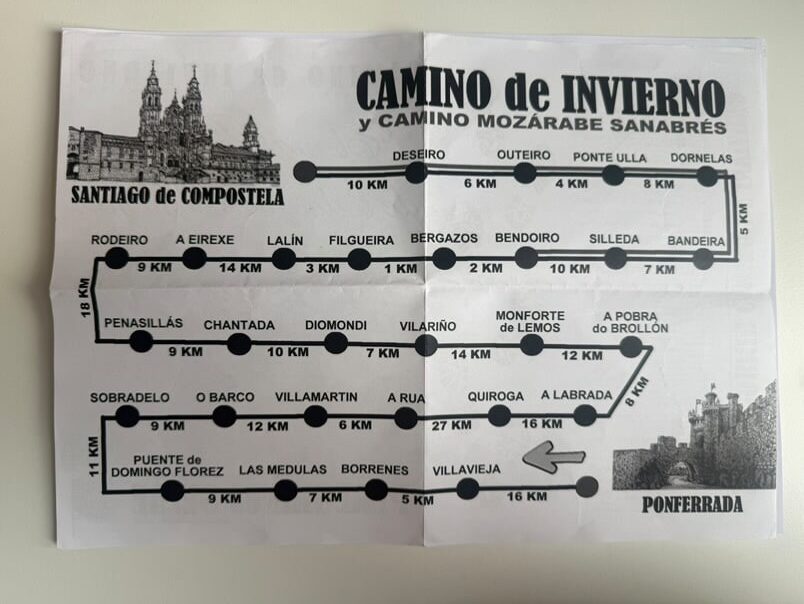 CAMINO de INVIERNO
y CAMINO MOZÁRABE SANABRÉS
SANTIAGO de COMPOSTELA
DESEIRO OUTEIRO PONTE ULLA DORNELAS
10 KM 6 KM 4 KM 8 KM
5 KM
RODEIRO A EIREXE LALÍN FILGUEIRA BERGAZOS BENDOIRO SILLEDA BANDEIRA
9 KM 14 KM 3 KM 1 KM 2 KM 10 KM 7 KM
18 KM
PENASILLÁS CHANTADA DIOMONDI VILARIÑO MONFORTE
de LEMOS A POBRA
do BROLLÓN
9 KM 10 KM 7 KM 14 KM 12 KM
8 KM
SOBRADELO O BARCO VILLAMARTIN A RUA QUIROGA A LABRADA
9 KM 12 KM 6 KM 27 KM 16 KM
11 KM
PUENTE de
DOMINGO FLOREZ LAS MEDULAS BORRENES VILLAVIEJA
9 KM 7 KM 5 KM 16 KM
PONFERRADA